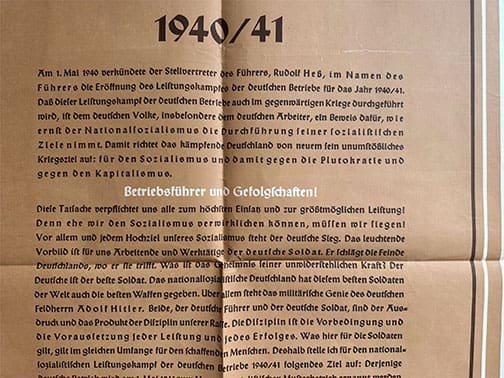 1940/41
Am 1. Mai 1940 verkündete der Stellvertreter des Führers, Rudolf Heß, im Namen des
Führers die Eröffnung des Leistungskampfes der deutschen Betriebe für das Jahr 1940/41.
Daß dieser Leistungskampf der deutschen Betriebe auch im gegenwärtigen Kriege durchgeführt
wird, ist dem deutschen Volke, insbesondere dem deutschen Arbeiter, ein Beweis dafür, wie
ernst der Nationalsozialismus die Durchführung seiner sozialistischen
Ziele nimmt. Damit richtet das kämpfende Deutschland von neuem sein unumstößliches
Kriegsziel auf: für den Sozialismus und damit gegen die Plutokratie und
gegen den Kapitalismus.
Betriebsführer und Gefolgschaften!
Diese Tatsache verpflichtet uns alle zum höchsten Einsatz und zur größtmöglichen Leistung!
Denn ehe wir den Sozialismus verwirklichen können, müssen wir siegen!
Vor allem und jedem Hochziel unseres Sozialismus steht der deutsche Sieg. Das leuchtende
Vorbild ist für uns Arbeitende und Werktätige der deutsche Soldat. Er schlägt die Feinde
Deutschlands, wo er sie trifft. Was ist das Geheimnis seiner unwiderstehlichen Kraft? Der
Deutsche ist der beste Soldat. Das nationalsozialistische Deutschland hat diesem besten Soldaten
der Welt auch die besten Waffen gegeben. Über allem steht das militärische Genie des deutschen
Feldherrn Adolf Hitler. Beide, der deutsche Führer und der deutsche Soldat, sind der Aus-
druck und das Produkt der Disziplin unserer Rasse. Die Disziplin ist die Vorbedingung und
die Voraussetzung jeder Leistung und jedes Erfolges. Was hier für die Soldaten
gilt, gilt im gleichen Umfange für den schaffenden Menschen. Deshalb stelle ich für den nationalen
Betriebe 1940/41 folgendes Ziel auf: Derjenige